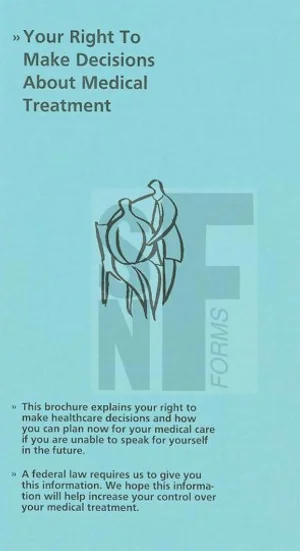 » Your Right To
Make Decisions
About Medical
Treatment
SNF
FORMS
» This brochure explains your right to
make healthcare decisions and how
you can plan now for your medical care
if you are unable to speak for yourself
in the future.
» A federal law requires us to give you
this information. We hope this informa-
tion will help increase your control over
your medical treatment.